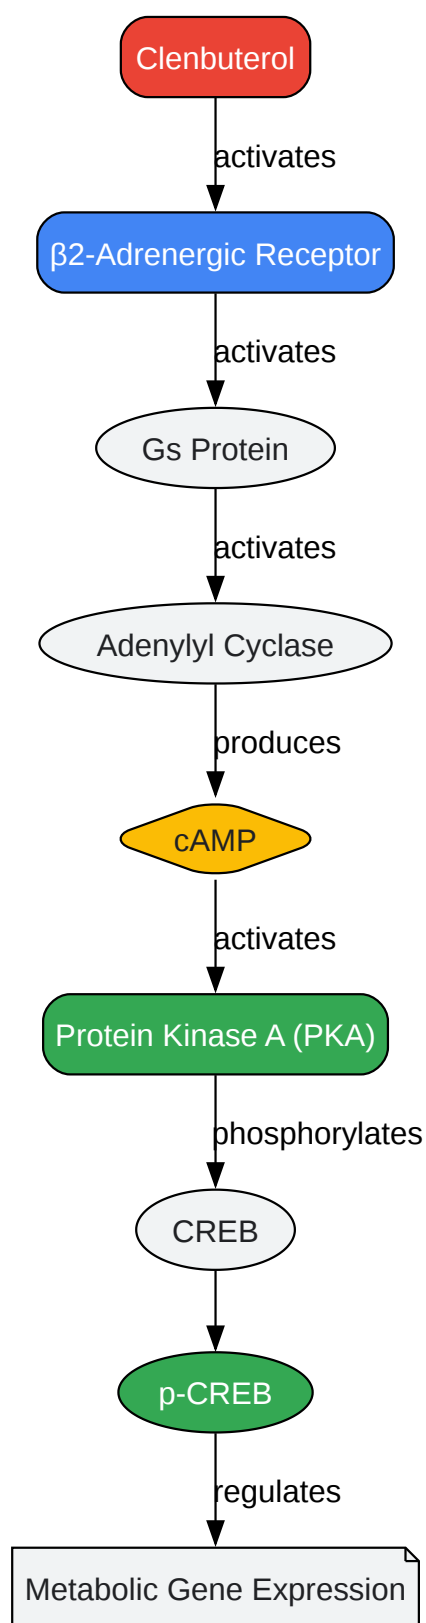 Clenbuterol
activates
β2-Adrenergic Receptor
activates
Gs Protein
activates
Adenylyl Cyclase
produces
cAMP
activates
Protein Kinase A (PKA)
phosphorylates
CREB
p-CREB
regulates
Metabolic Gene Expression